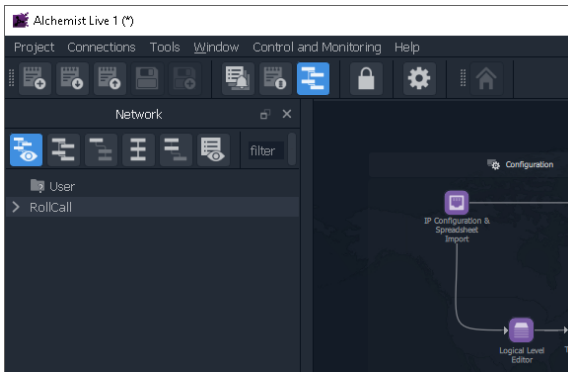 Alchemist Live 1 (*)
Project Connections Tools Window Control and Monitoring Help
Network
filter
User
RollCall
Configuration
IP Configuration &
Spreadsheet
Import
Logical Level
Editor
T